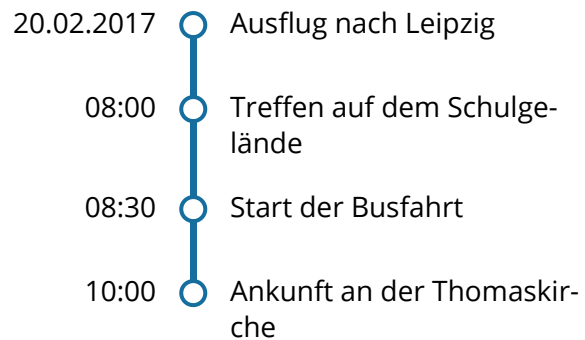 20.02.2017 Ausflug nach Leipzig
08:00 Treffen auf dem Schulge-
lände
08:30 Start der Busfahrt
10:00 Ankunft an der Thomaskir-
che